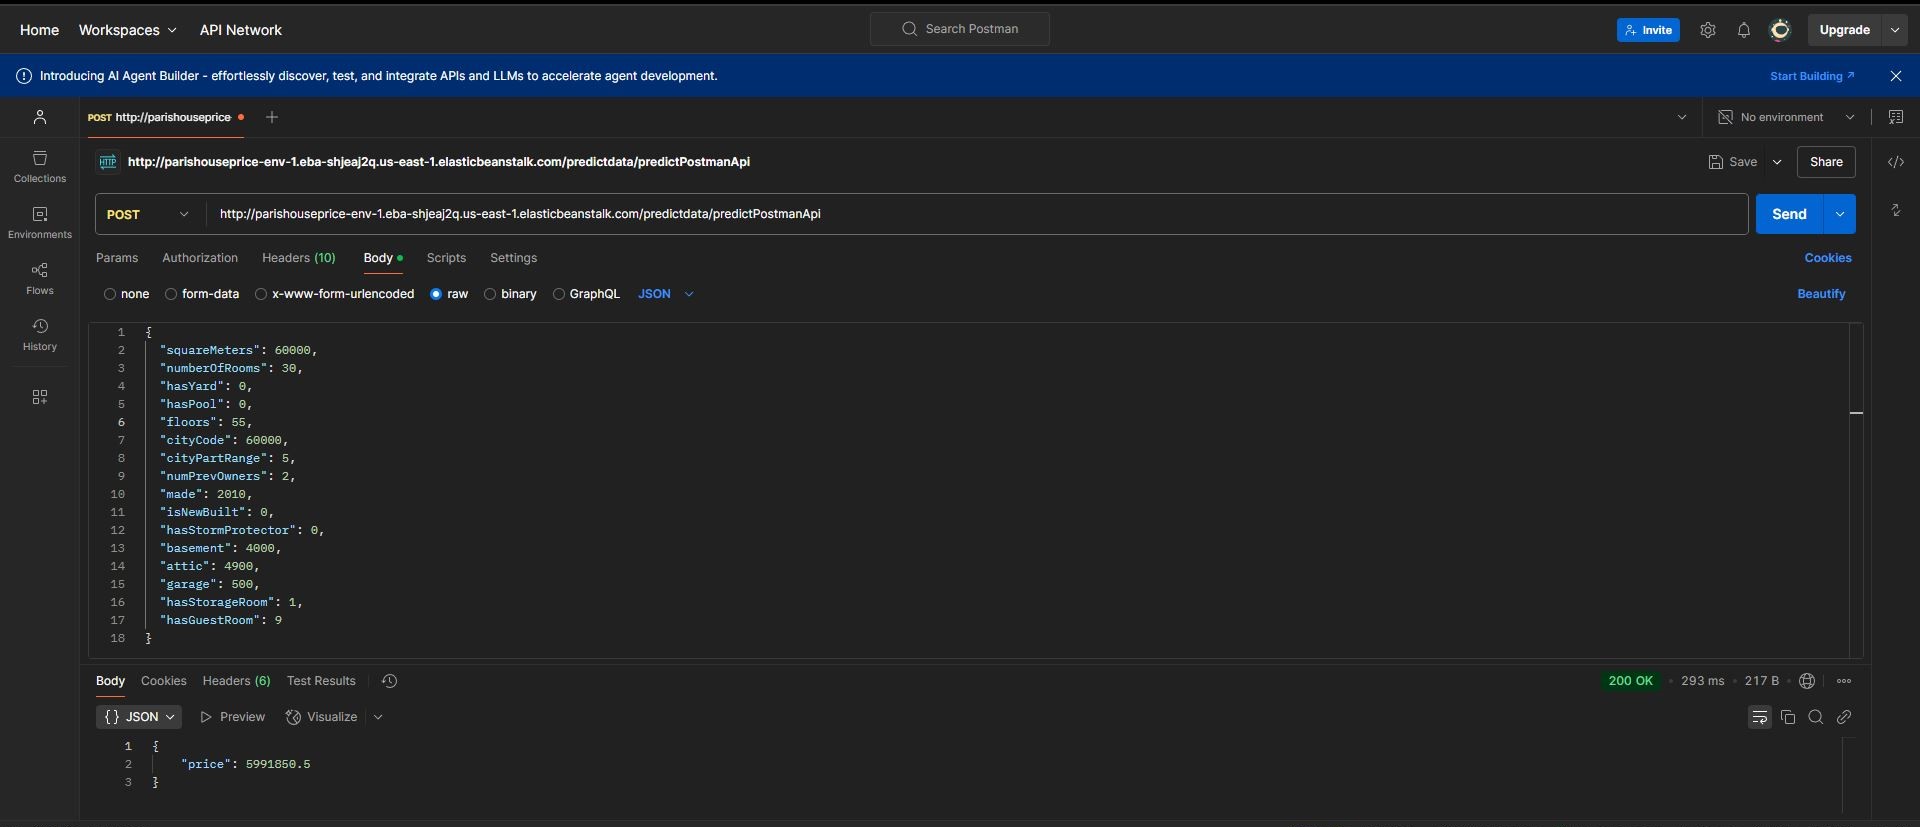 Home Workspaces API Network Search Postman Invite Upgrade
Introducing AI Agent Builder - effortlessly discover, test, and integrate APIs and LLMs to accelerate agent development. Start Building ↗
POST http://parishouseprice No environment
HTTP http://parishouseprice-env-1.eba-shjeaj2q.us-east-1.elasticbeanstalk.com/predictdata/predictPostmanApi Save Share
Collections
POST http://parishouseprice-env-1.eba-shjeaj2q.us-east-1.elasticbeanstalk.com/predictdata/predictPostmanApi Send
Environments
Params Authorization Headers (10) Body Scripts Settings Cookies
Flows
none form-data x-www-form-urlencoded raw binary GraphQL JSON Beautify
History
1 {
2 "squareMeters": 60000,
3 "numberOfRooms": 30,
4 "hasYard": 0,
5 "hasPool": 0,
6 "floors": 55,
7 "cityCode": 60000,
8 "cityPartRange": 5,
9 "numPrevOwners": 2,
10 "made": 2010,
11 "isNewBuilt": 0,
12 "hasStormProtector": 0,
13 "basement": 4000,
14 "attic": 4900,
15 "garage": 500,
16 "hasStorageRoom": 1,
17 "hasGuestRoom": 9
18 }
Body Cookies Headers (6) Test Results 200 OK • 293 ms • 217 B
{} JSON Preview Visualize
1 {
2 "price": 5991850.5
3 }